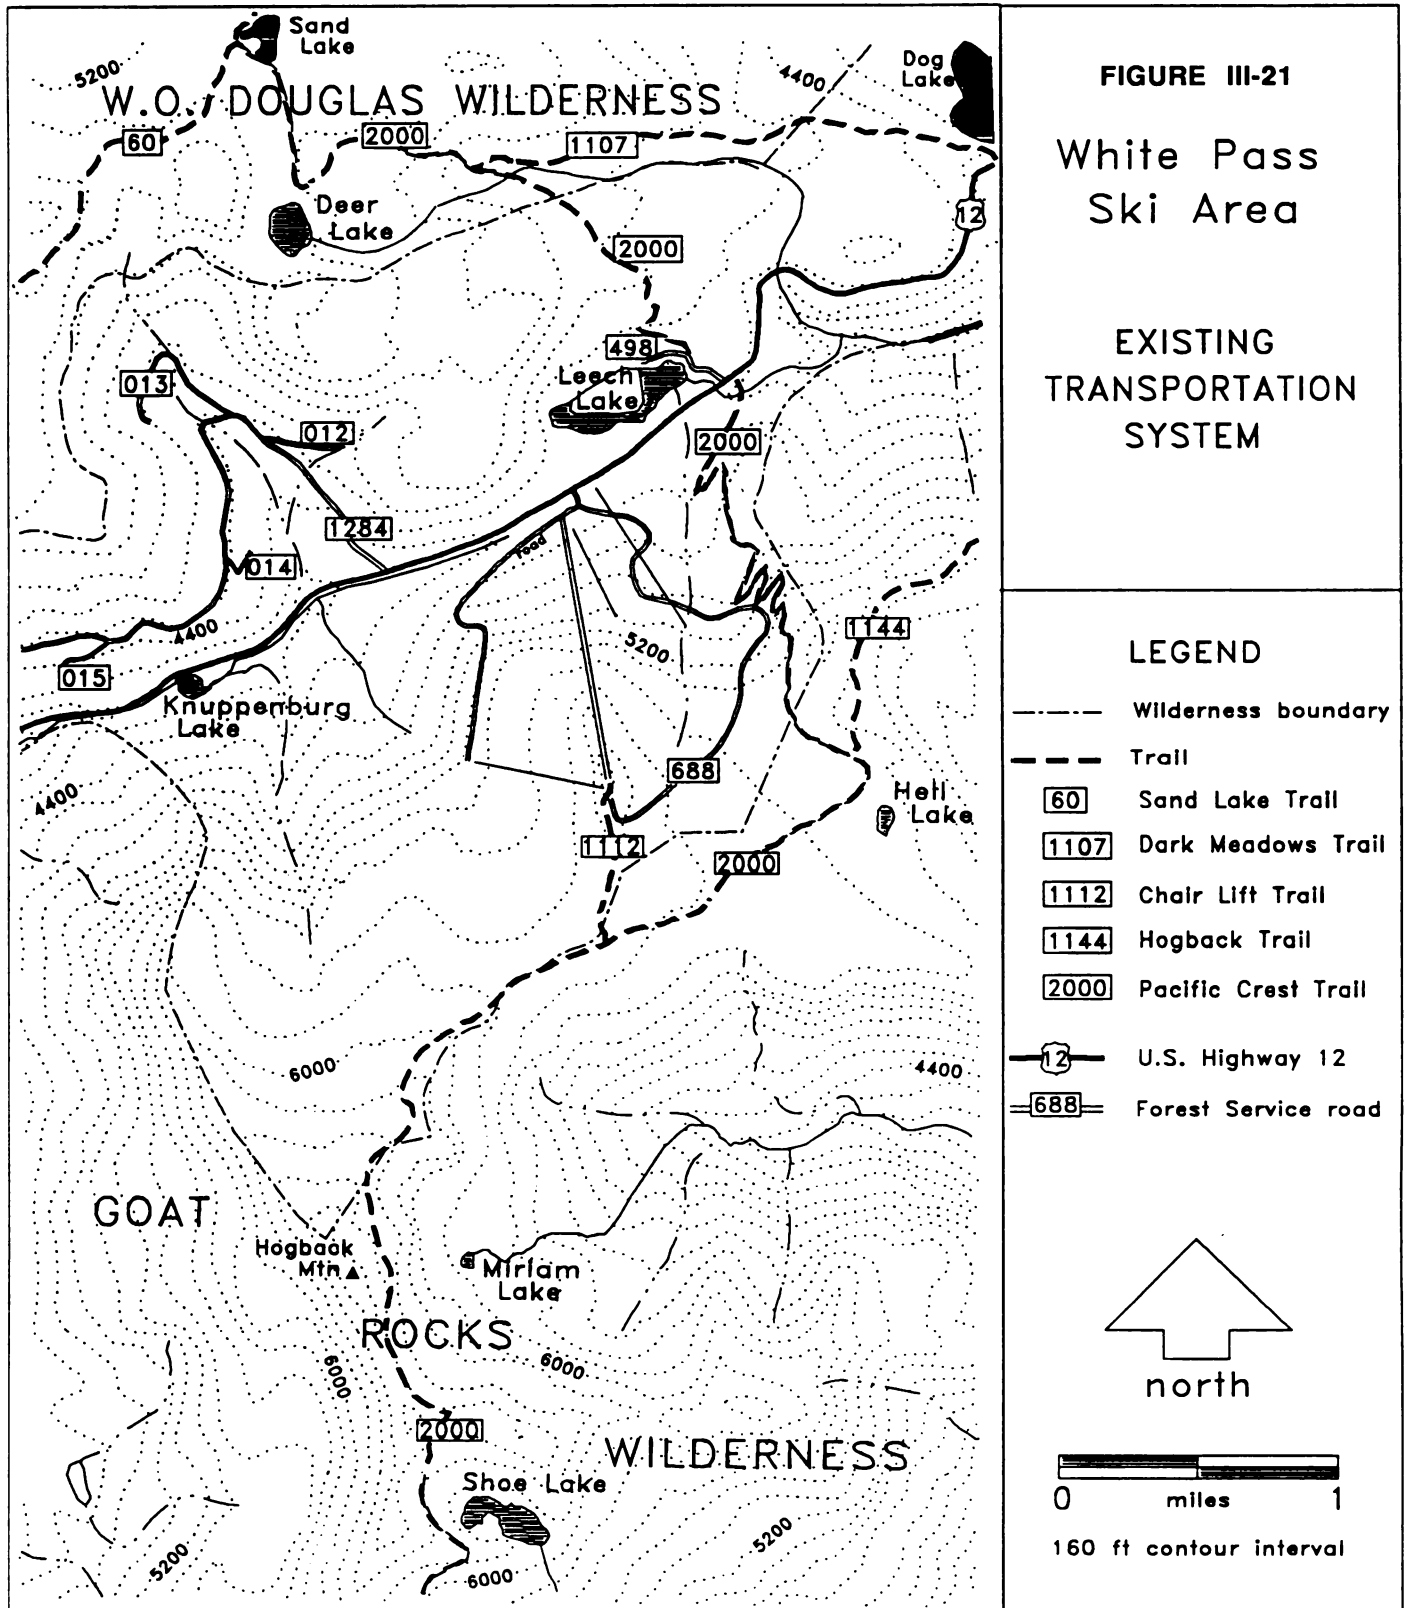 Sand
Lake
5200
W.O. DOUGLAS WILDERNESS
4400
Dog
Lake
60
2000
1107
12
Deer
Lake
2000
498
Leech
Lake
013
012
2000
1284
road
014
4400
015
Knuppenburg
Lake
5200
1144
688
Hell
Lake
4400
1112
2000
6000
4400
GOAT
Hogback
Mtn
Miriam
Lake
ROCKS
6000
6000
2000
WILDERNESS
Shoe Lake
5200
5200
6000
FIGURE III-21
White Pass
Ski Area
EXISTING
TRANSPORTATION
SYSTEM
LEGEND
Wilderness boundary
Trail
60 Sand Lake Trail
1107 Dark Meadows Trail
1112 Chair Lift Trail
1144 Hogback Trail
2000 Pacific Crest Trail
12 U.S. Highway 12
688 Forest Service road
north
0 miles 1
160 ft contour interval